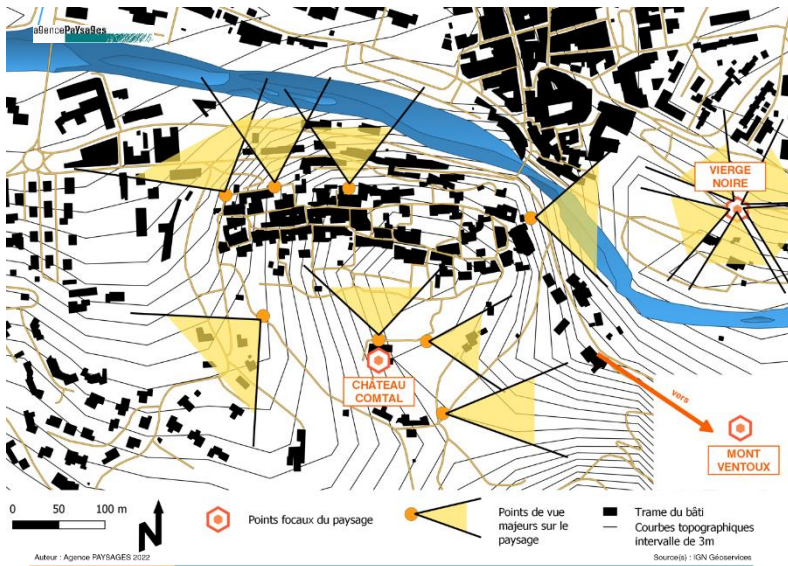 agencePaysages
VIERGE
NOIRE
CHÂTEAU
COMTAL
vers
MONT
VENTOUX
0 50 100 m
N
Points focaux du paysage
Points de vue
majeurs sur le
paysage
Trame du bâti
Courbes topographiques
intervalle de 3m
Auteur : Agence PAYSAGES 2022
Source(s) : IGN Géoservices